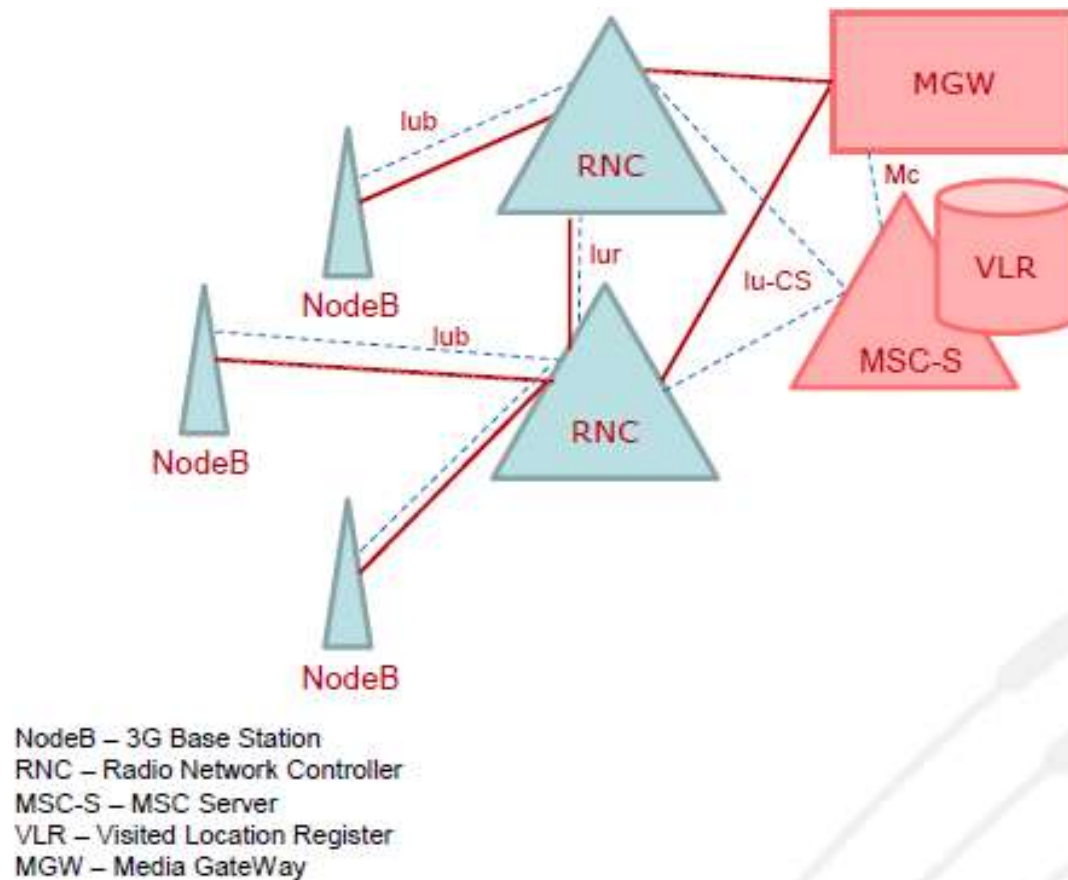 MGW
Iub
RNC
Mc
NodeB
Iur
VLR
Iu-CS
Iub
MSC-S
RNC
NodeB
NodeB
NodeB – 3G Base Station
RNC – Radio Network Controller
MSC-S – MSC Server
VLR – Visited Location Register
MGW – Media GateWay